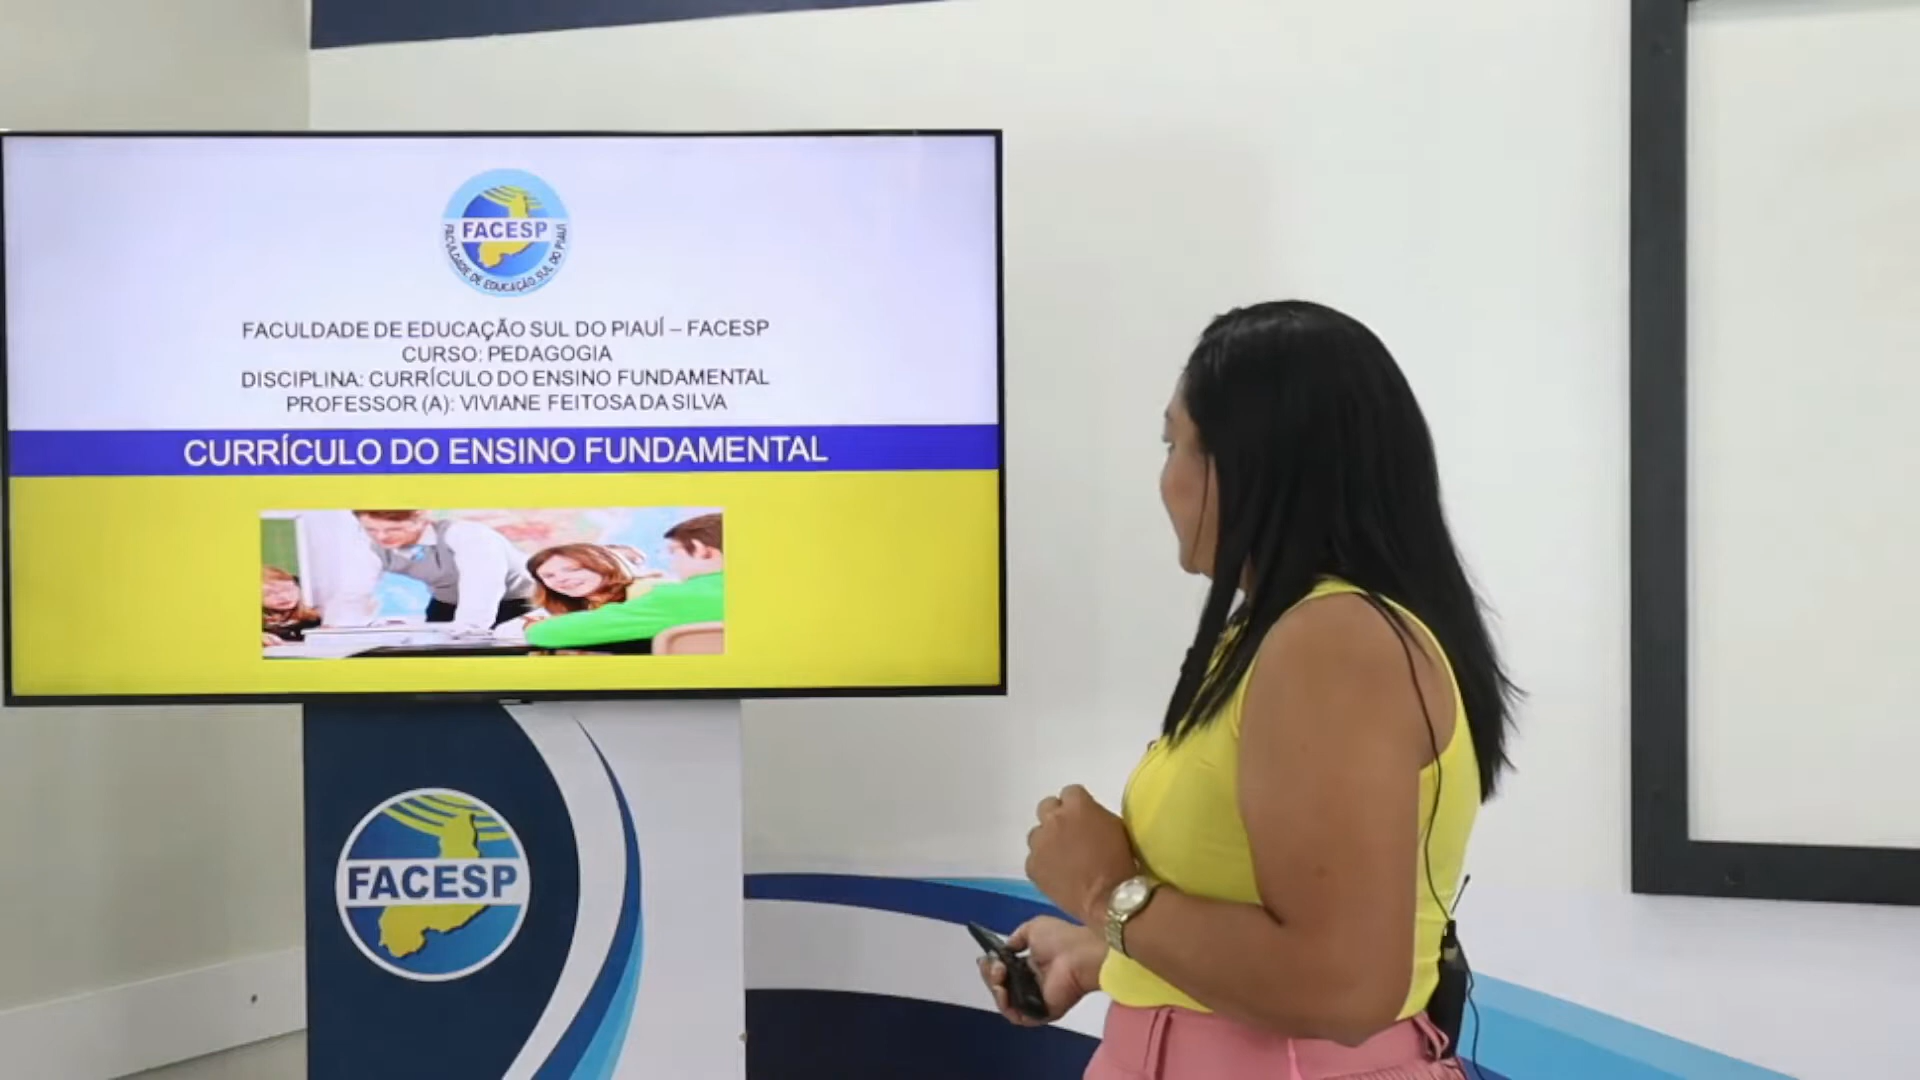 FACESP
FACULDADE DE EDUCAÇÃO SUL DO PIAUÍ
FACULDADE DE EDUCAÇÃO SUL DO PIAUÍ – FACESP
CURSO: PEDAGOGIA
DISCIPLINA: CURRÍCULO DO ENSINO FUNDAMENTAL
PROFESSOR (A): VIVIANE FEITOSA DA SILVA
CURRÍCULO DO ENSINO FUNDAMENTAL
FACESP